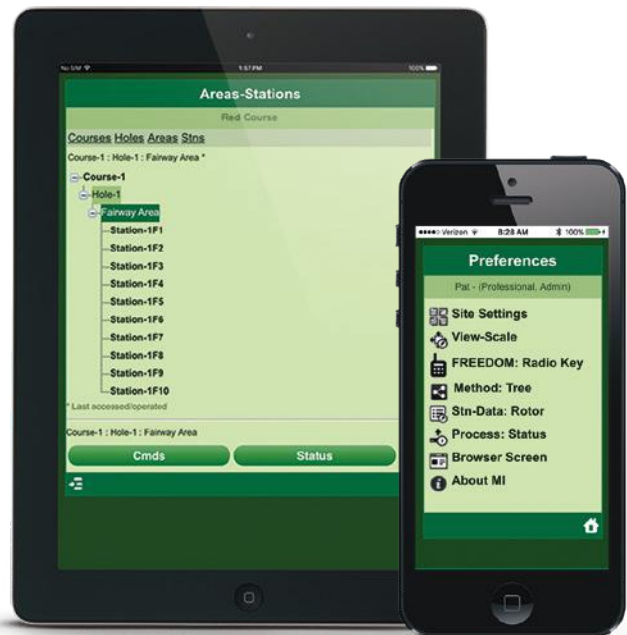 No SIM 1:57 PM 100%
Areas-Stations
Red Course
Courses Holes Areas Stns
Course-1 : Hole-1 : Fairway Area *
Course-1
Hole-1
Fairway Area
Station-1F1
Station-1F2
Station-1F3
Station-1F4
Station-1F5
Station-1F6
Station-1F7
Station-1F8
Station-1F9
Station-1F10
* Last accessed/operated
Course-1 : Hole-1 : Fairway Area
Cmds Status
Verizon 8:28 AM 100%
Preferences
Pat - (Professional, Admin)
Site Settings
View-Scale
FREEDOM: Radio Key
Method: Tree
Stn-Data: Rotor
Process: Status
Browser Screen
About MI